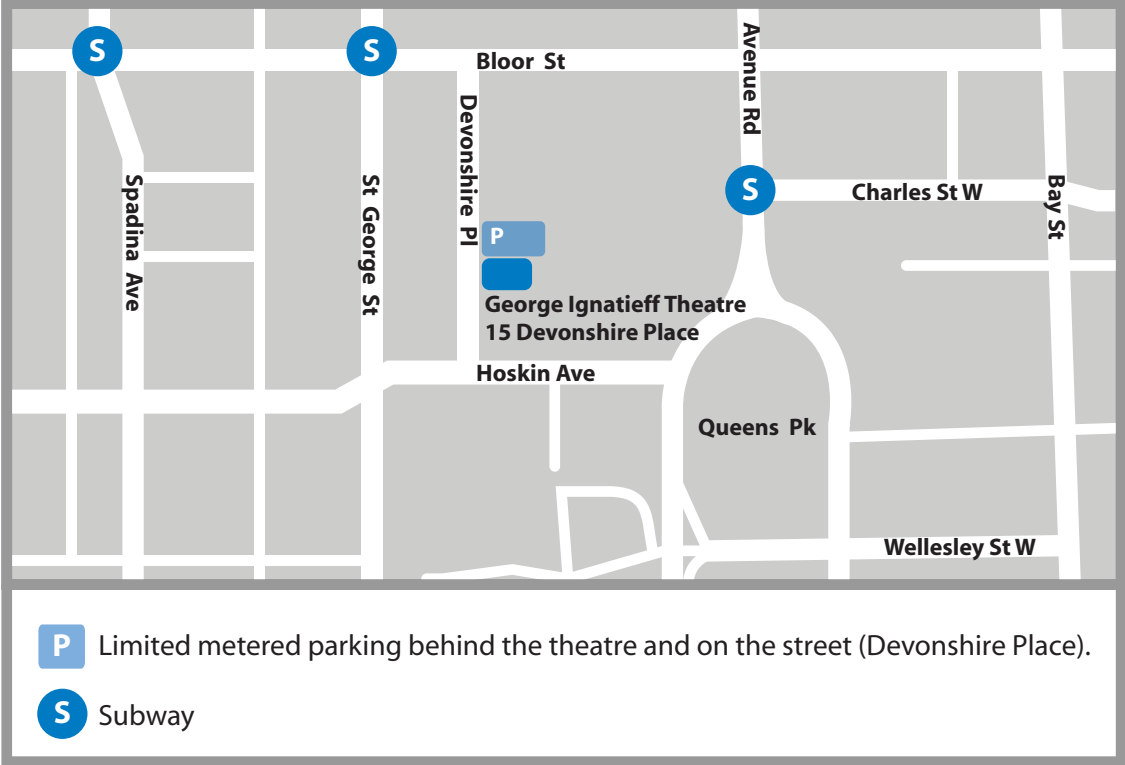 S
S
Bloor St
Avenue Rd
Devonshire Pl
Spadina Ave
St George St
S
Charles St W
Bay St
P
George Ignatieff Theatre
15 Devonshire Place
Hoskin Ave
Queens Pk
Wellesley St W
P Limited metered parking behind the theatre and on the street (Devonshire Place).
S Subway